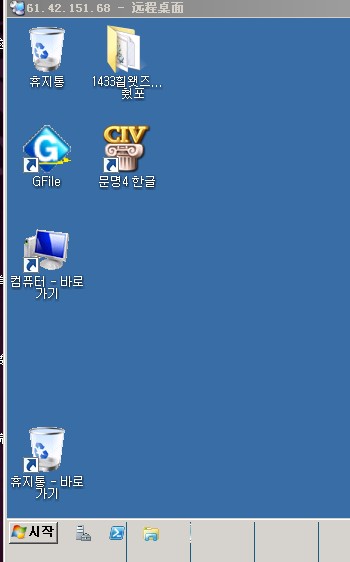 61.42.151.68 - 远程桌面
휴지통
1433힙왯즈...
췼포
GFile
CIV
문명4 한글
컴퓨터 - 바로
가기
휴지통 - 바로
가기
시작